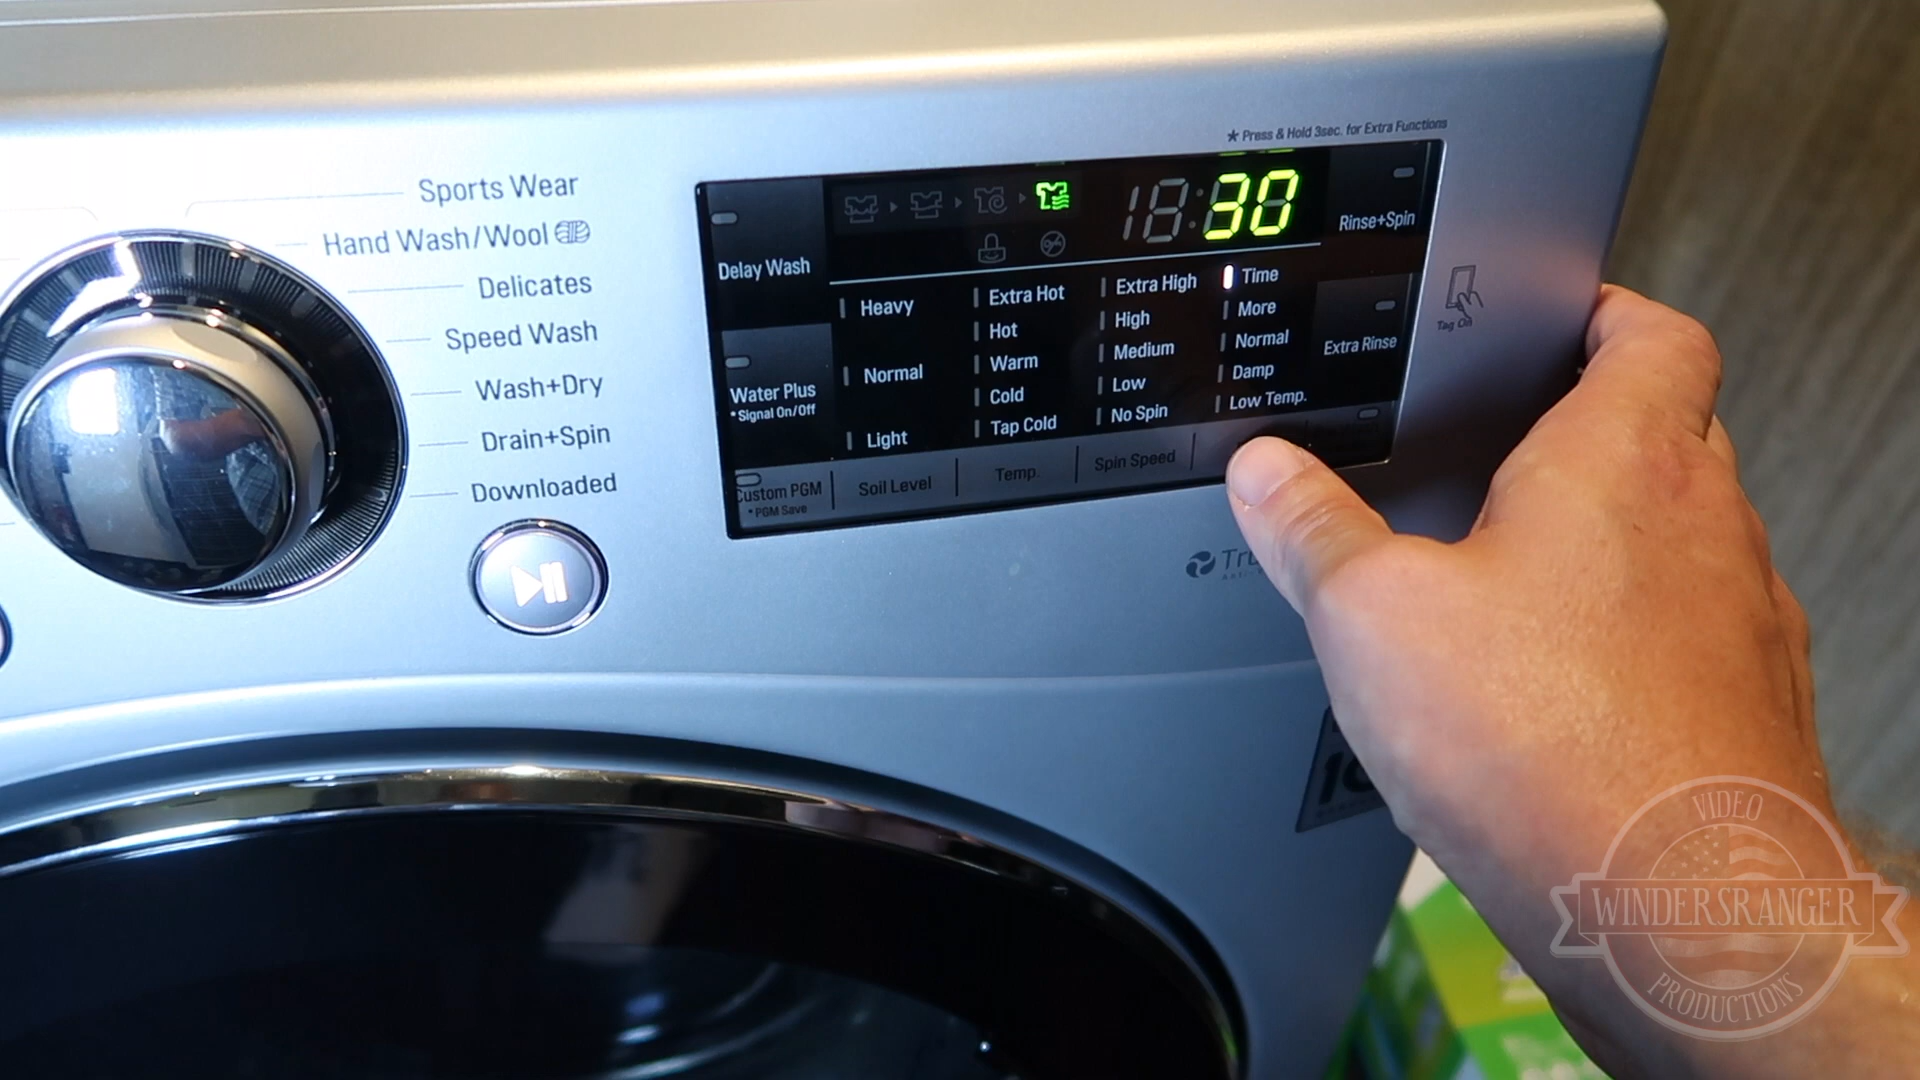 * Press & Hold 3sec. for Extra Functions
Sports Wear
Hand Wash/Wool
Delicates
Speed Wash
Wash+Dry
Drain+Spin
Downloaded
Delay Wash
Water Plus
* Signal On/Off
Custom PGM
* PGM Save
18:30
Heavy
Normal
Light
Soil Level
Extra Hot
Hot
Warm
Cold
Tap Cold
Temp.
Extra High
High
Medium
Low
No Spin
Spin Speed
Time
More
Normal
Damp
Low Temp.
Rinse+Spin
Extra Rinse
Tag On
VIDEO
WINDERSRANGER
PRODUCTIONS